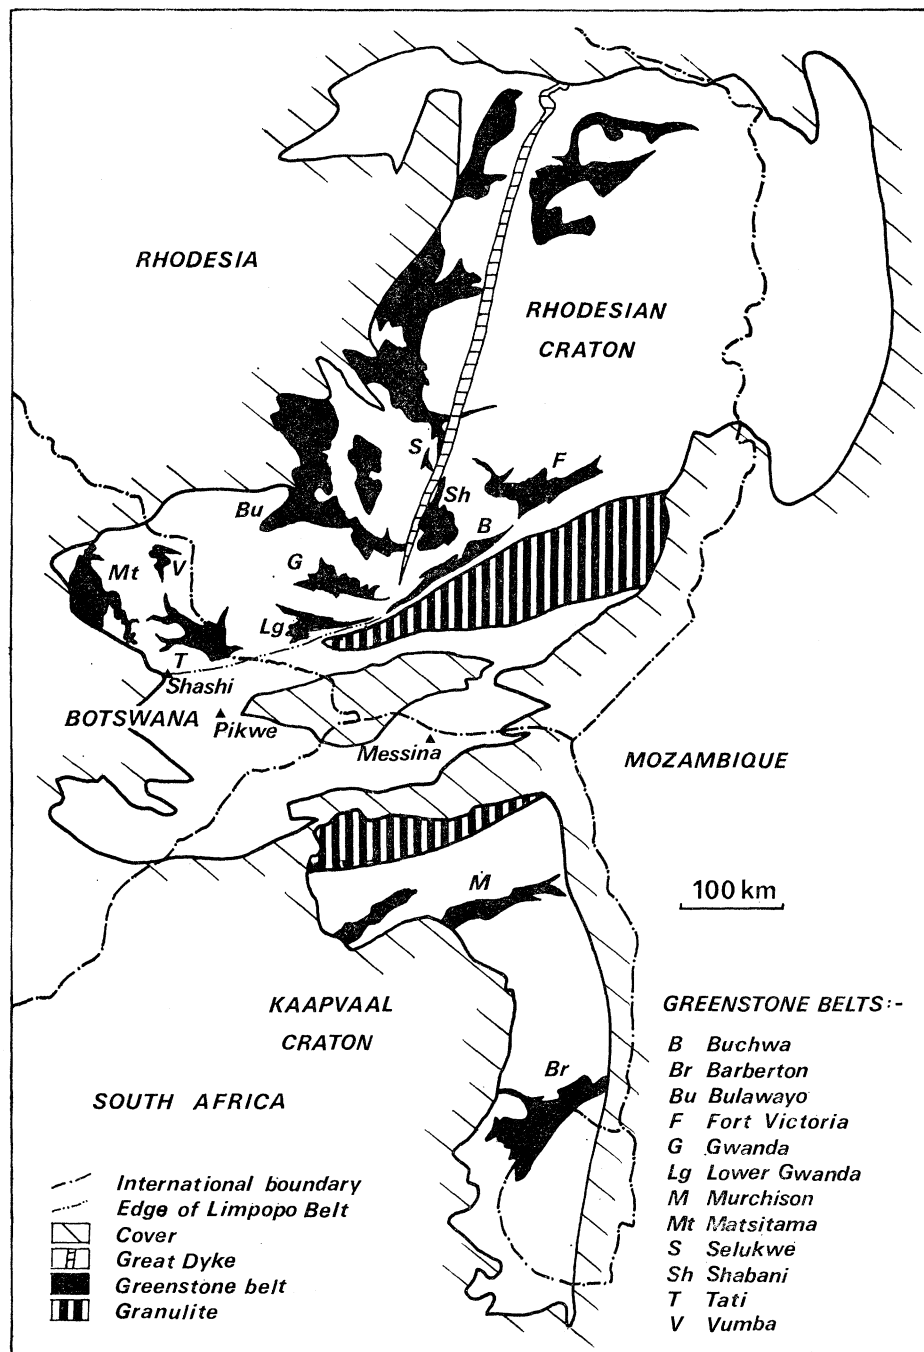 RHODESIA
RHODESIAN
CRATON
S
F
Sh
Bu
B
G
Mt
V
Lg
T
Shashi
BOTSWANA
Pikwe
Messina
MOZAMBIQUE
M
100 km
KAAPVAAL
CRATON
Br
SOUTH AFRICA
GREENSTONE BELTS:-
B Buchwa
Br Barberton
Bu Bulawayo
F Fort Victoria
G Gwanda
Lg Lower Gwanda
M Murchison
Mt Matsitama
S Selukwe
Sh Shabani
T Tati
V Vumba
International boundary
Edge of Limpopo Belt
Cover
Great Dyke
Greenstone belt
Granulite